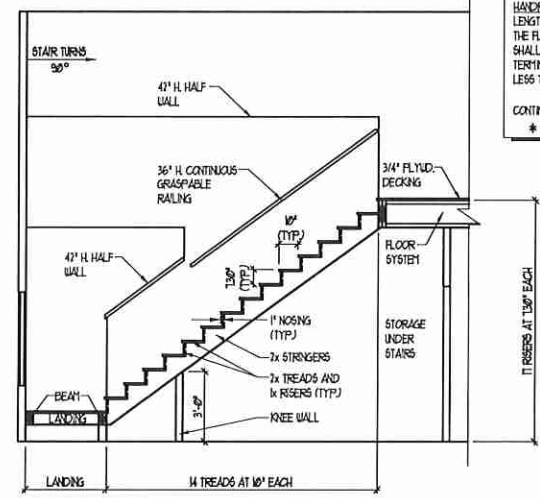 HANDR
LENGT
THE FL
SHALL
TERMIN
LESS T
CONTIN
*
STAIR TURNS
90°
42" H. HALF
WALL
36" H. CONTINUOUS
GRASPABLE
RAILING
3/4" PLYWD.
DECKING
10"
(TYP.)
42" H. HALF
WALL
7.30"
(TYP.)
FLOOR
SYSTEM
1" NOSING
(TYP.)
STORAGE
UNDER
STAIRS
2x STRINGERS
2x TREADS AND
1x RISERS (TYP.)
3'-0"
KNEE WALL
BEAM
LANDING
17 RISERS AT 7.30" EACH
LANDING
14 TREADS AT 10" EACH